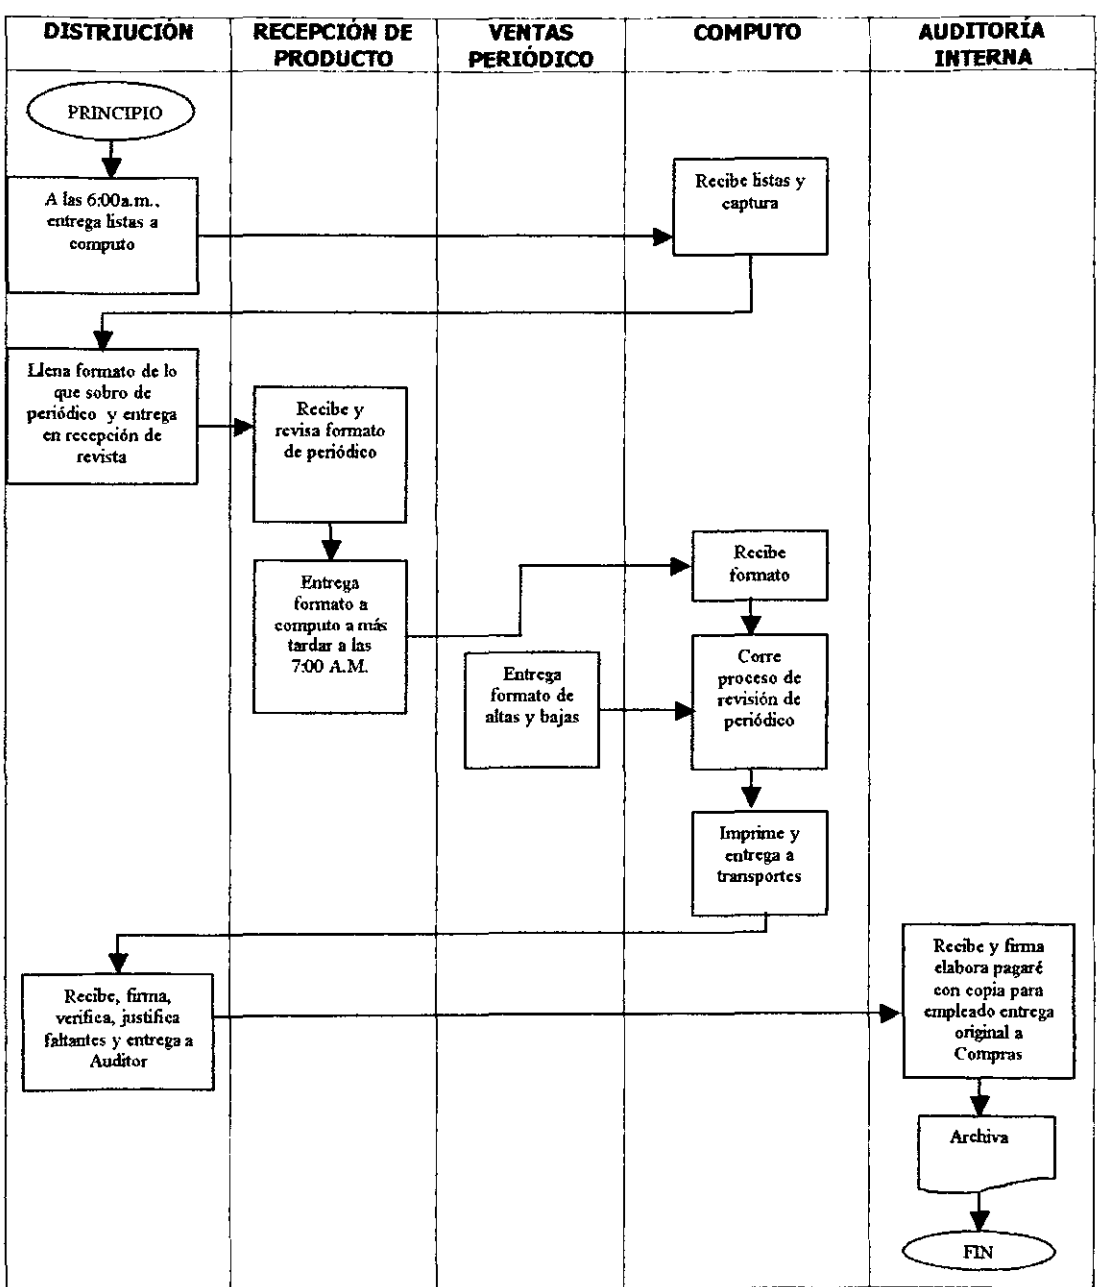 DISTRIUCIÓN
RECEPCIÓN DE
PRODUCTO
VENTAS
PERIÓDICO
COMPUTO
AUDITORÍA
INTERNA
PRINCIPIO
A las 6:00a.m.,
entrega listas a
computo
Recibe listas y
captura
Llena formato de lo
que sobro de
periódico y entrega
en recepción de
revista
Recibe y
revisa formato
de periódico
Entrega
formato a
computo a más
tardar a las
7:00 A.M.
Recibe
formato
Entrega
formato de
altas y bajas
Corre
proceso de
revisión de
periódico
Imprime y
entrega a
transportes
Recibe, firma,
verifica, justifica
faltantes y entrega a
Auditor
Recibe y firma
elabora pagaré
con copia para
empleado entrega
original a
Compras
Archiva
FIN